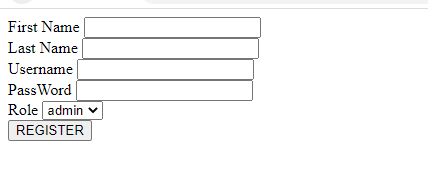 First Name
Last Name
Username
PassWord
Role admin
REGISTER